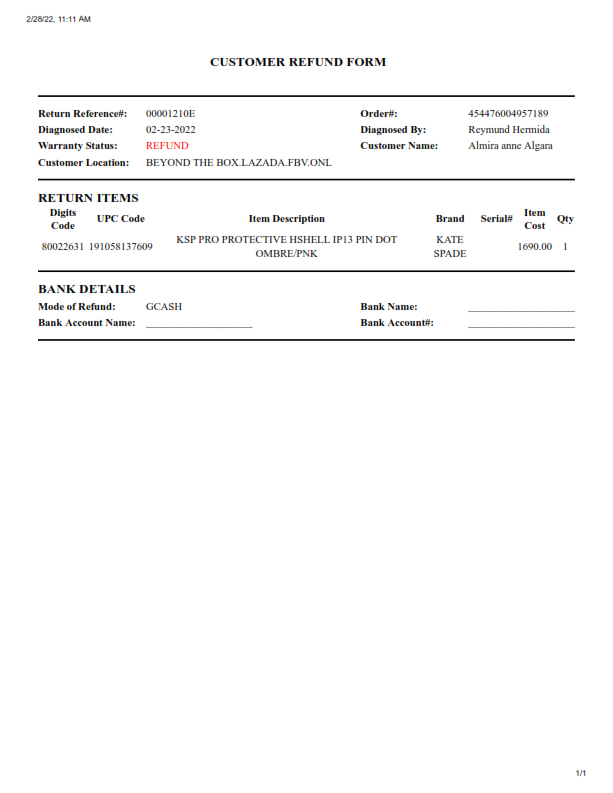 2/28/22, 11:11 AM
CUSTOMER REFUND FORM
Return Reference#: 00001210E Order#: 454476004957189
Diagnosed Date: 02-23-2022 Diagnosed By: Reymund Hermida
Warranty Status: REFUND Customer Name: Almira anne Algara
Customer Location: BEYOND THE BOX.LAZADA.FBV.ONL
RETURN ITEMS
Digits Code UPC Code Item Description Brand Serial# Item Cost Qty
80022631 191058137609 KSP PRO PROTECTIVE HSHELL IP13 PIN DOT OMBRE/PNK KATE SPADE 1690.00 1
BANK DETAILS
Mode of Refund: GCASH Bank Name:
Bank Account Name: Bank Account#:
1/1